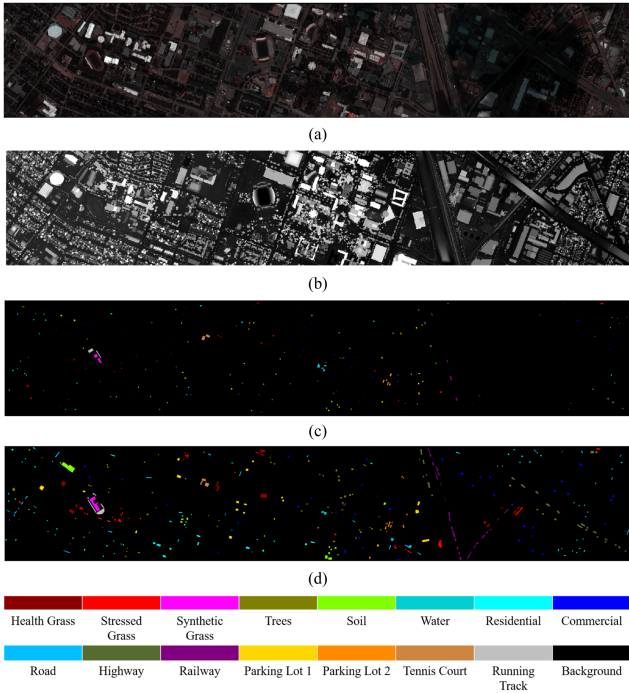 (a)
(b)
(c)
(d)
Health Grass Stressed Grass Synthetic Grass Trees Soil Water Residential Commercial
Road Highway Railway Parking Lot 1 Parking Lot 2 Tennis Court Running Track Background